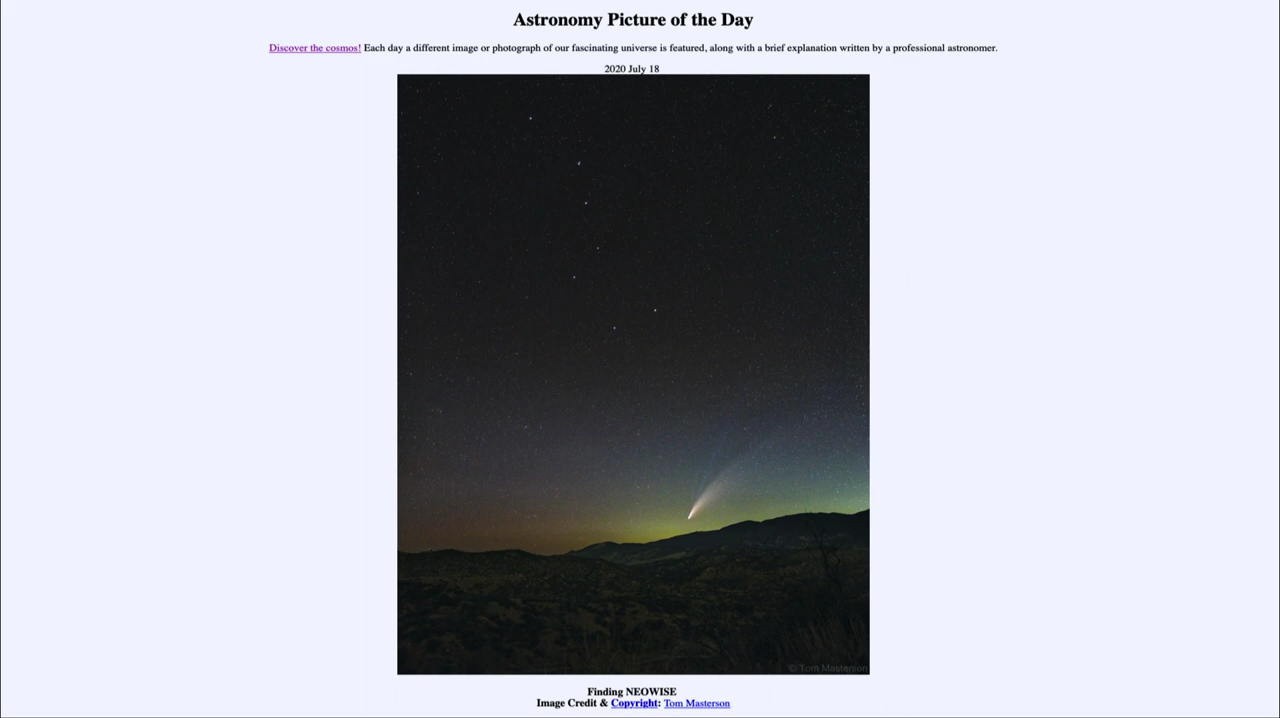 Astronomy Picture of the Day
Discover the cosmos! Each day a different image or photograph of our fascinating universe is featured, along with a brief explanation written by a professional astronomer.
2020 July 18
© Tom Masterson
Finding NEOWISE
Image Credit & Copyright: Tom Masterson